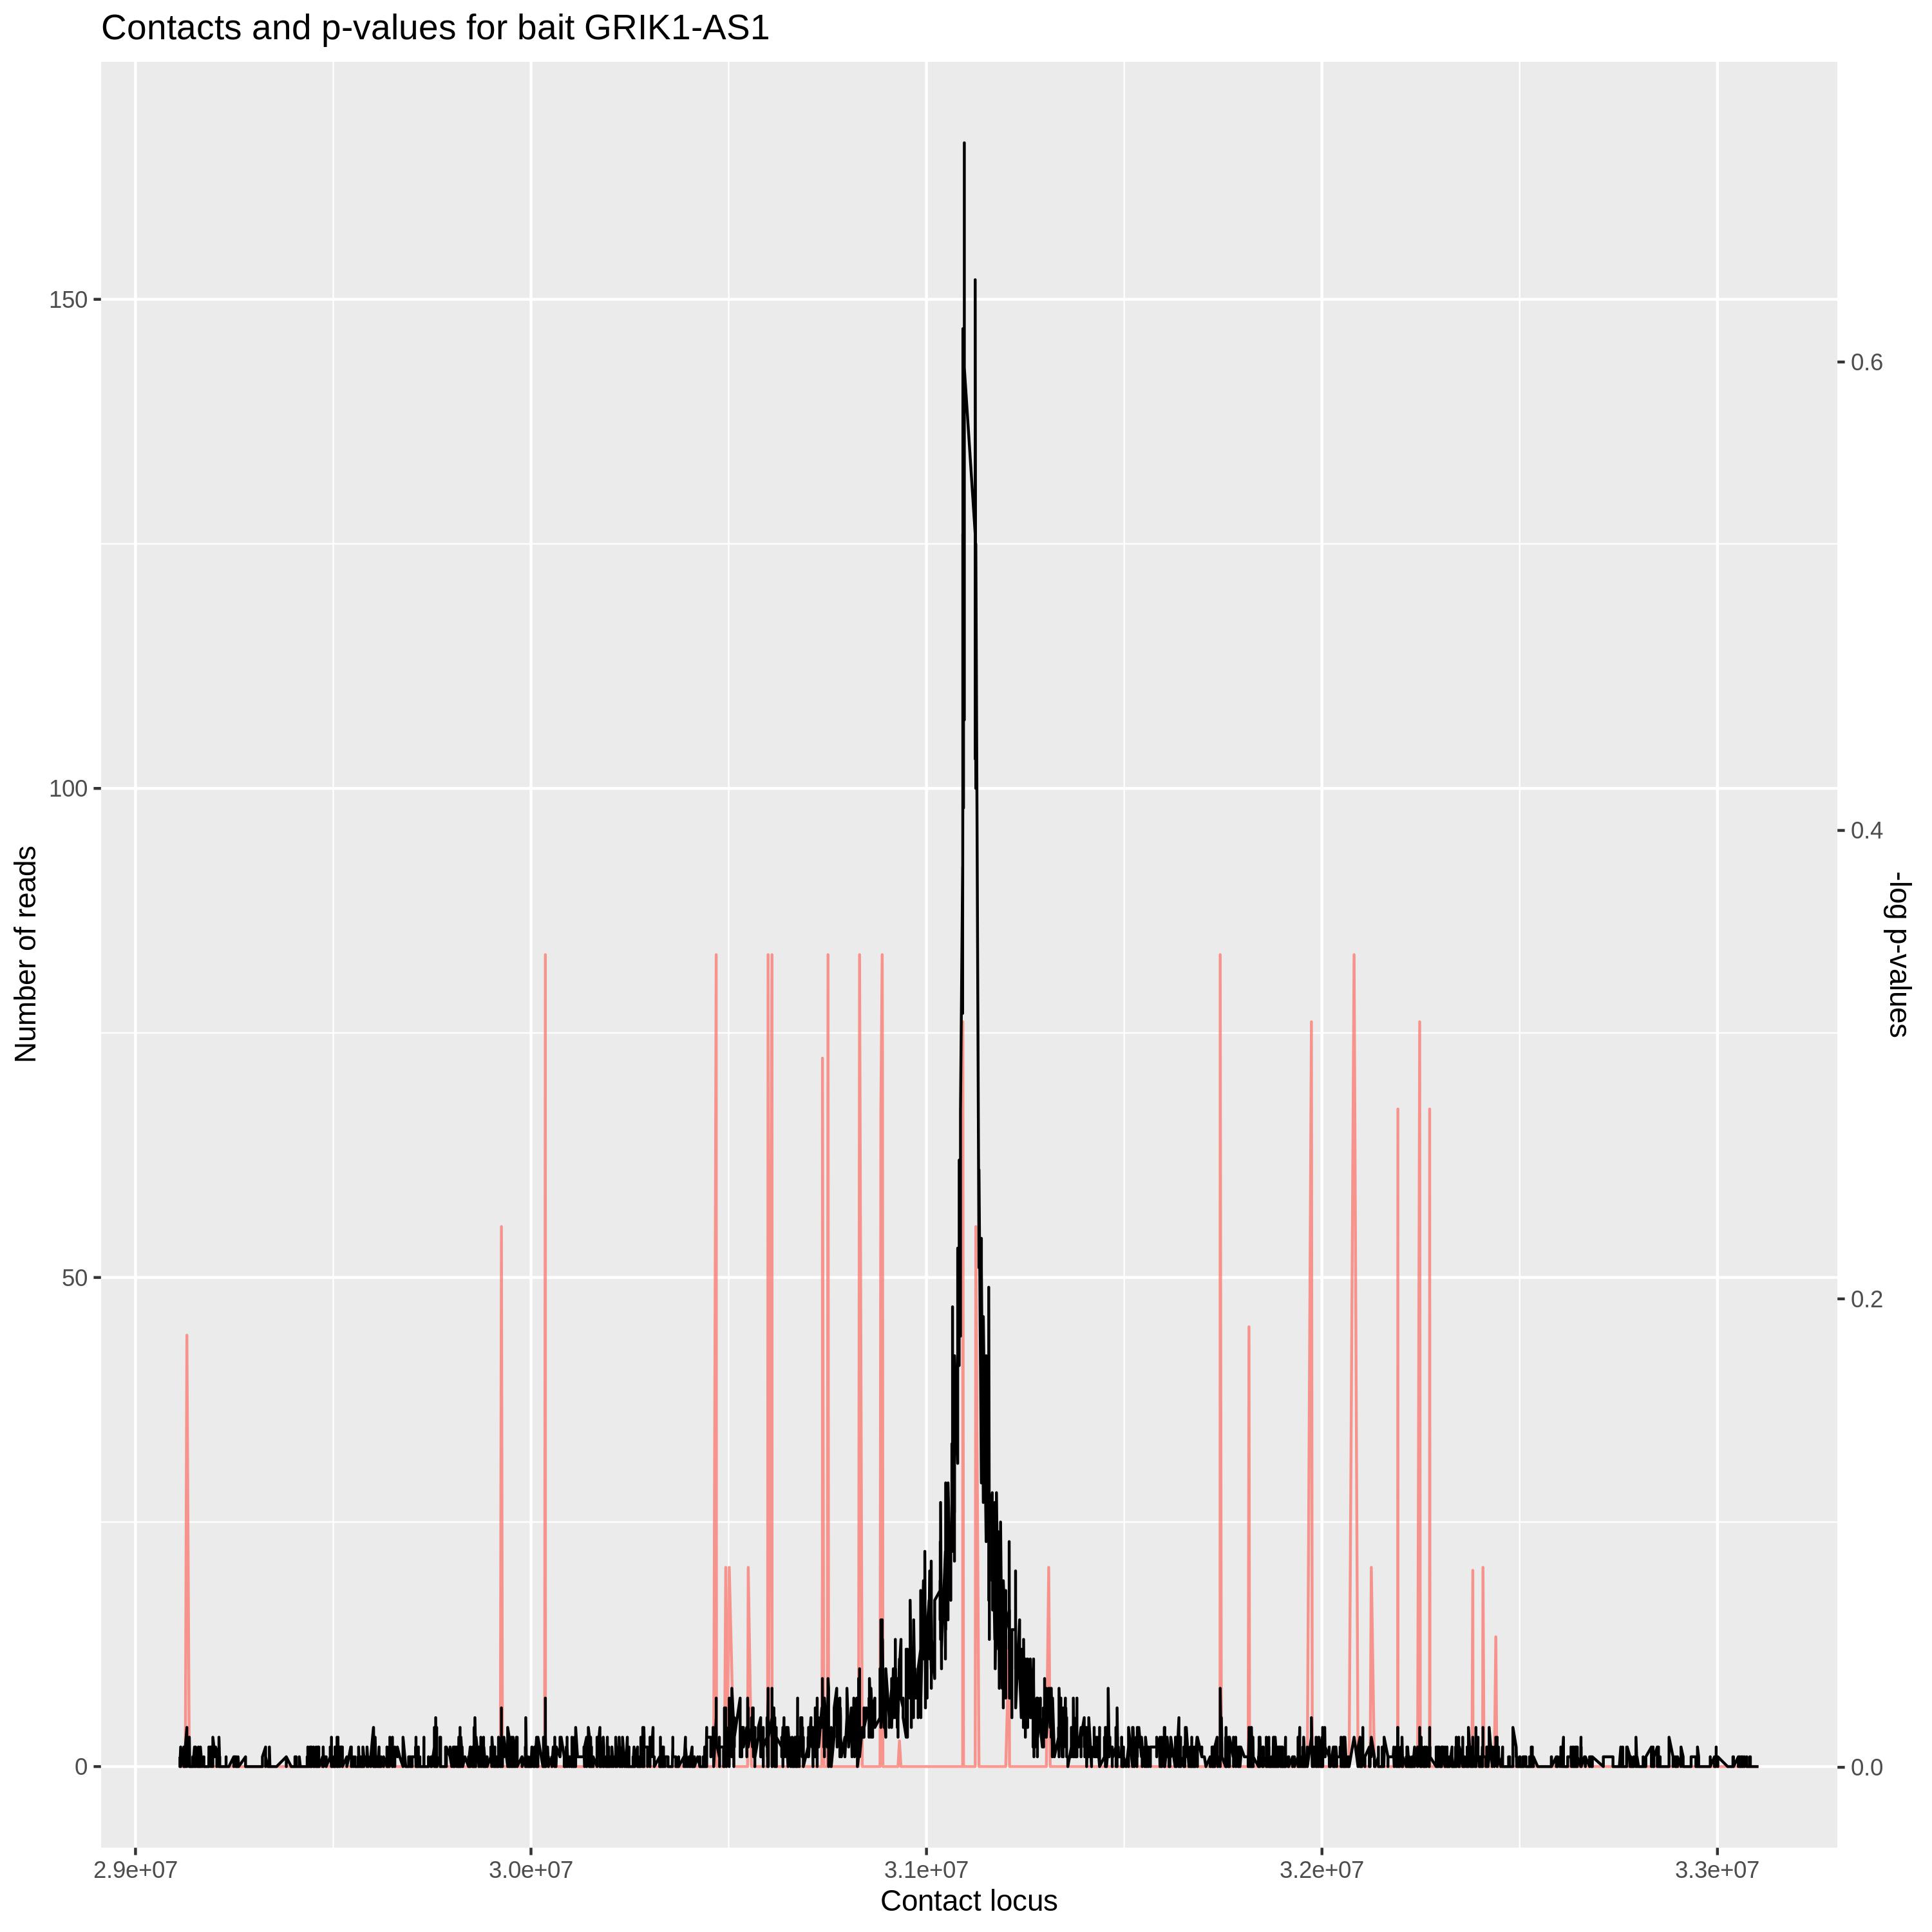 Contacts and p-values for bait GRIK1-AS1
150
100
50
0
Number of reads
0.6
0.4
0.2
0.0
-log p-values
2.9e+07
3.0e+07
3.1e+07
3.2e+07
3.3e+07
Contact locus